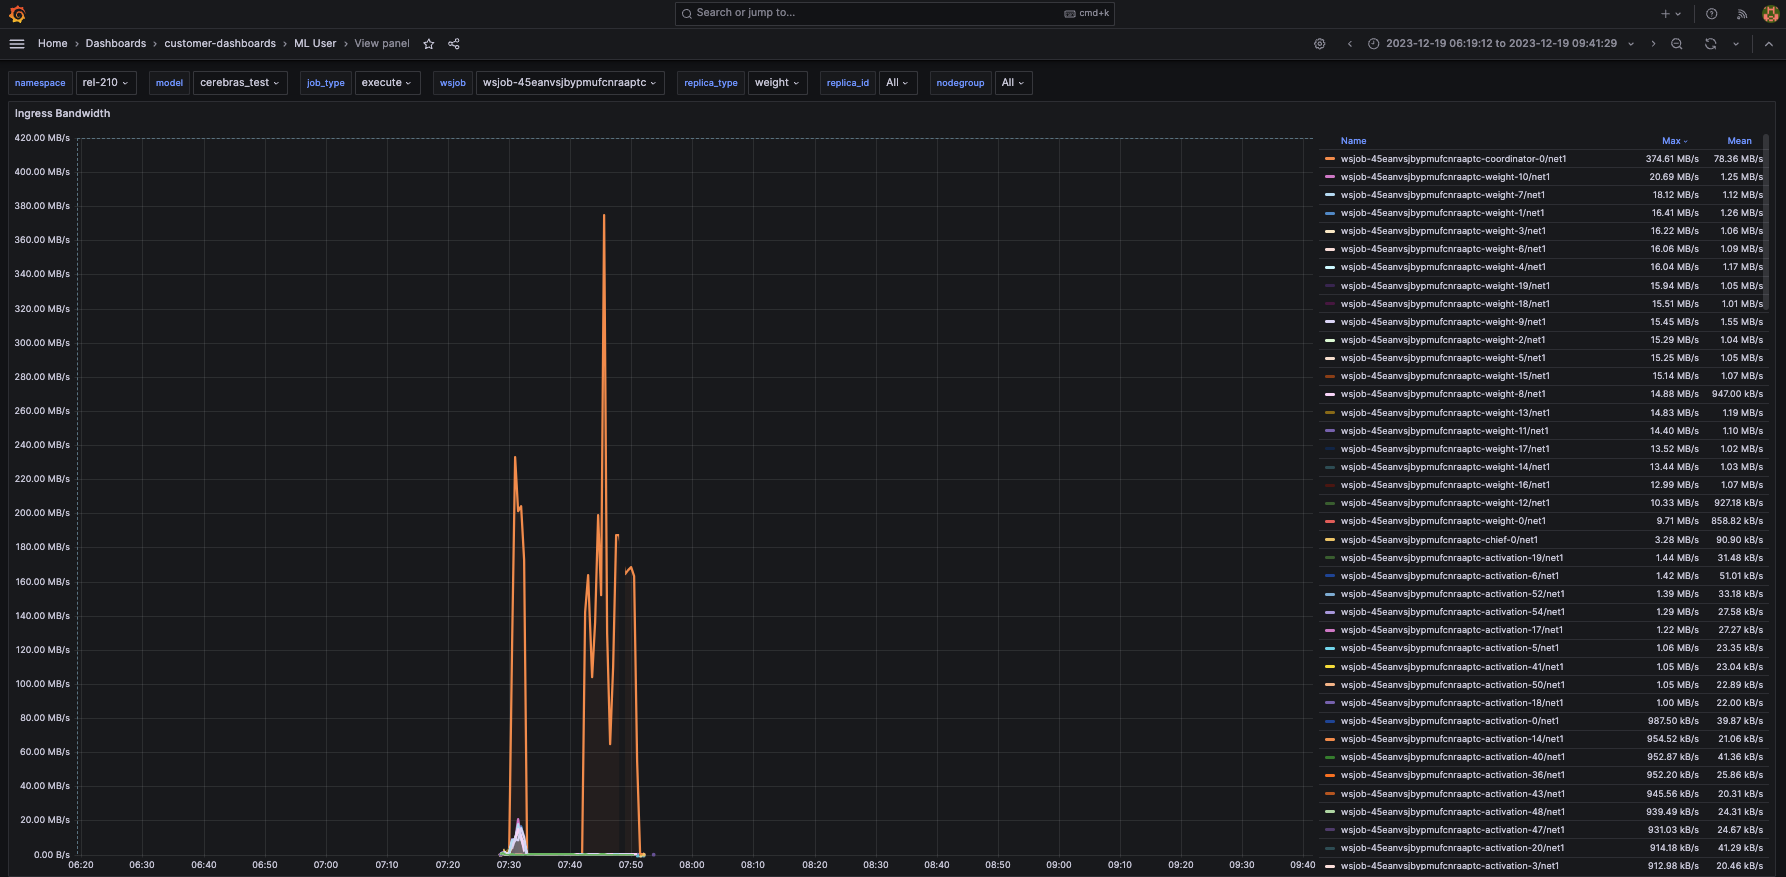 Search or jump to...
cmd+k
Home › Dashboards › customer-dashboards › ML User › View panel
2023-12-19 06:19:12 to 2023-12-19 09:41:29
namespace rel-210 model cerebras_test job_type execute wsjob wsjob-45eanvsjbypmufcnraaptc replica_type weight replica_id All nodegroup All
Ingress Bandwidth
420.00 MB/s
400.00 MB/s
380.00 MB/s
360.00 MB/s
340.00 MB/s
320.00 MB/s
300.00 MB/s
280.00 MB/s
260.00 MB/s
240.00 MB/s
220.00 MB/s
200.00 MB/s
180.00 MB/s
160.00 MB/s
140.00 MB/s
120.00 MB/s
100.00 MB/s
80.00 MB/s
60.00 MB/s
40.00 MB/s
20.00 MB/s
0.00 B/s
06:20 06:30 06:40 06:50 07:00 07:10 07:20 07:30 07:40 07:50 08:00 08:10 08:20 08:30 08:40 08:50 09:00 09:10 09:20 09:30 09:40
Name Max Mean
wsjob-45eanvsjbypmufcnraaptc-coordinator-0/net1 374.61 MB/s 78.36 MB/s
wsjob-45eanvsjbypmufcnraaptc-weight-10/net1 20.69 MB/s 1.25 MB/s
wsjob-45eanvsjbypmufcnraaptc-weight-7/net1 18.12 MB/s 1.12 MB/s
wsjob-45eanvsjbypmufcnraaptc-weight-1/net1 16.41 MB/s 1.26 MB/s
wsjob-45eanvsjbypmufcnraaptc-weight-3/net1 16.22 MB/s 1.06 MB/s
wsjob-45eanvsjbypmufcnraaptc-weight-6/net1 16.06 MB/s 1.09 MB/s
wsjob-45eanvsjbypmufcnraaptc-weight-4/net1 16.04 MB/s 1.17 MB/s
wsjob-45eanvsjbypmufcnraaptc-weight-19/net1 15.94 MB/s 1.05 MB/s
wsjob-45eanvsjbypmufcnraaptc-weight-18/net1 15.51 MB/s 1.01 MB/s
wsjob-45eanvsjbypmufcnraaptc-weight-9/net1 15.45 MB/s 1.55 MB/s
wsjob-45eanvsjbypmufcnraaptc-weight-2/net1 15.29 MB/s 1.04 MB/s
wsjob-45eanvsjbypmufcnraaptc-weight-5/net1 15.25 MB/s 1.05 MB/s
wsjob-45eanvsjbypmufcnraaptc-weight-15/net1 15.14 MB/s 1.07 MB/s
wsjob-45eanvsjbypmufcnraaptc-weight-8/net1 14.88 MB/s 947.00 kB/s
wsjob-45eanvsjbypmufcnraaptc-weight-13/net1 14.83 MB/s 1.19 MB/s
wsjob-45eanvsjbypmufcnraaptc-weight-11/net1 14.40 MB/s 1.10 MB/s
wsjob-45eanvsjbypmufcnraaptc-weight-17/net1 13.52 MB/s 1.02 MB/s
wsjob-45eanvsjbypmufcnraaptc-weight-14/net1 13.44 MB/s 1.03 MB/s
wsjob-45eanvsjbypmufcnraaptc-weight-16/net1 12.99 MB/s 1.07 MB/s
wsjob-45eanvsjbypmufcnraaptc-weight-12/net1 10.33 MB/s 927.18 kB/s
wsjob-45eanvsjbypmufcnraaptc-weight-0/net1 9.71 MB/s 858.82 kB/s
wsjob-45eanvsjbypmufcnraaptc-chief-0/net1 3.28 MB/s 90.90 kB/s
wsjob-45eanvsjbypmufcnraaptc-activation-19/net1 1.44 MB/s 31.48 kB/s
wsjob-45eanvsjbypmufcnraaptc-activation-6/net1 1.42 MB/s 51.01 kB/s
wsjob-45eanvsjbypmufcnraaptc-activation-52/net1 1.39 MB/s 33.18 kB/s
wsjob-45eanvsjbypmufcnraaptc-activation-54/net1 1.29 MB/s 27.58 kB/s
wsjob-45eanvsjbypmufcnraaptc-activation-17/net1 1.22 MB/s 27.27 kB/s
wsjob-45eanvsjbypmufcnraaptc-activation-5/net1 1.06 MB/s 23.35 kB/s
wsjob-45eanvsjbypmufcnraaptc-activation-41/net1 1.05 MB/s 23.04 kB/s
wsjob-45eanvsjbypmufcnraaptc-activation-50/net1 1.05 MB/s 22.89 kB/s
wsjob-45eanvsjbypmufcnraaptc-activation-18/net1 1.00 MB/s 22.00 kB/s
wsjob-45eanvsjbypmufcnraaptc-activation-0/net1 987.50 kB/s 39.87 kB/s
wsjob-45eanvsjbypmufcnraaptc-activation-14/net1 954.52 kB/s 21.06 kB/s
wsjob-45eanvsjbypmufcnraaptc-activation-40/net1 952.87 kB/s 41.36 kB/s
wsjob-45eanvsjbypmufcnraaptc-activation-36/net1 952.20 kB/s 25.86 kB/s
wsjob-45eanvsjbypmufcnraaptc-activation-43/net1 945.56 kB/s 20.31 kB/s
wsjob-45eanvsjbypmufcnraaptc-activation-48/net1 939.49 kB/s 24.31 kB/s
wsjob-45eanvsjbypmufcnraaptc-activation-47/net1 931.03 kB/s 24.67 kB/s
wsjob-45eanvsjbypmufcnraaptc-activation-20/net1 914.18 kB/s 41.29 kB/s
wsjob-45eanvsjbypmufcnraaptc-activation-3/net1 912.98 kB/s 20.46 kB/s